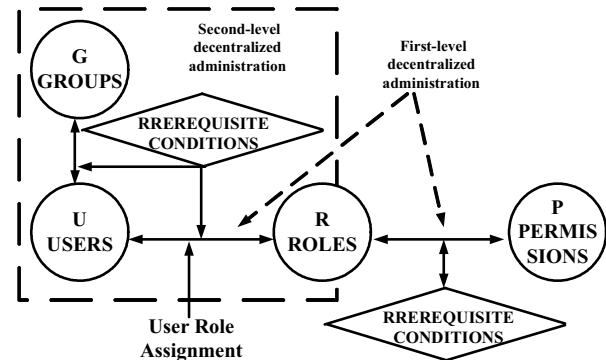 G
GROUPS
Second-level
decentralized
administration
First-level
decentralized
administration
RREREQUISITE
CONDITIONS
U
USERS
R
ROLES
P
PERMIS
SIONS
User Role
Assignment
RREREQUISITE
CONDITIONS